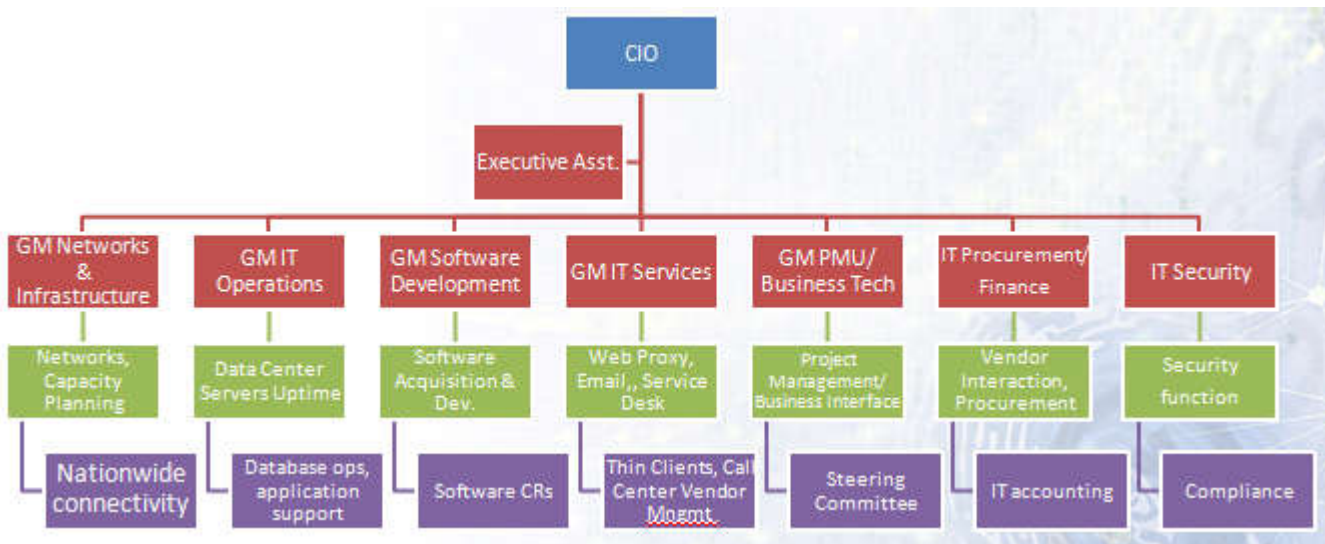 CIO
Executive Asst.
GM Networks
&
Infrastructure
GM IT
Operations
GM Software
Development
GM IT Services
GM PMU/
Business Tech
IT Procurement/
Finance
IT Security
Networks,
Capacity
Planning
Data Center
Servers Uptime
Software
Acquisition &
Dev.
Web Proxy,
Email,, Service
Desk
Project
Management/
Business Interface
Vendor
Interaction,
Procurement
Security
function
Nationwide
connectivity
Database ops,
application
support
Software CRs
Thin Clients, Call
Center Vendor
Mngmt
Steering
Committee
IT accounting
Compliance